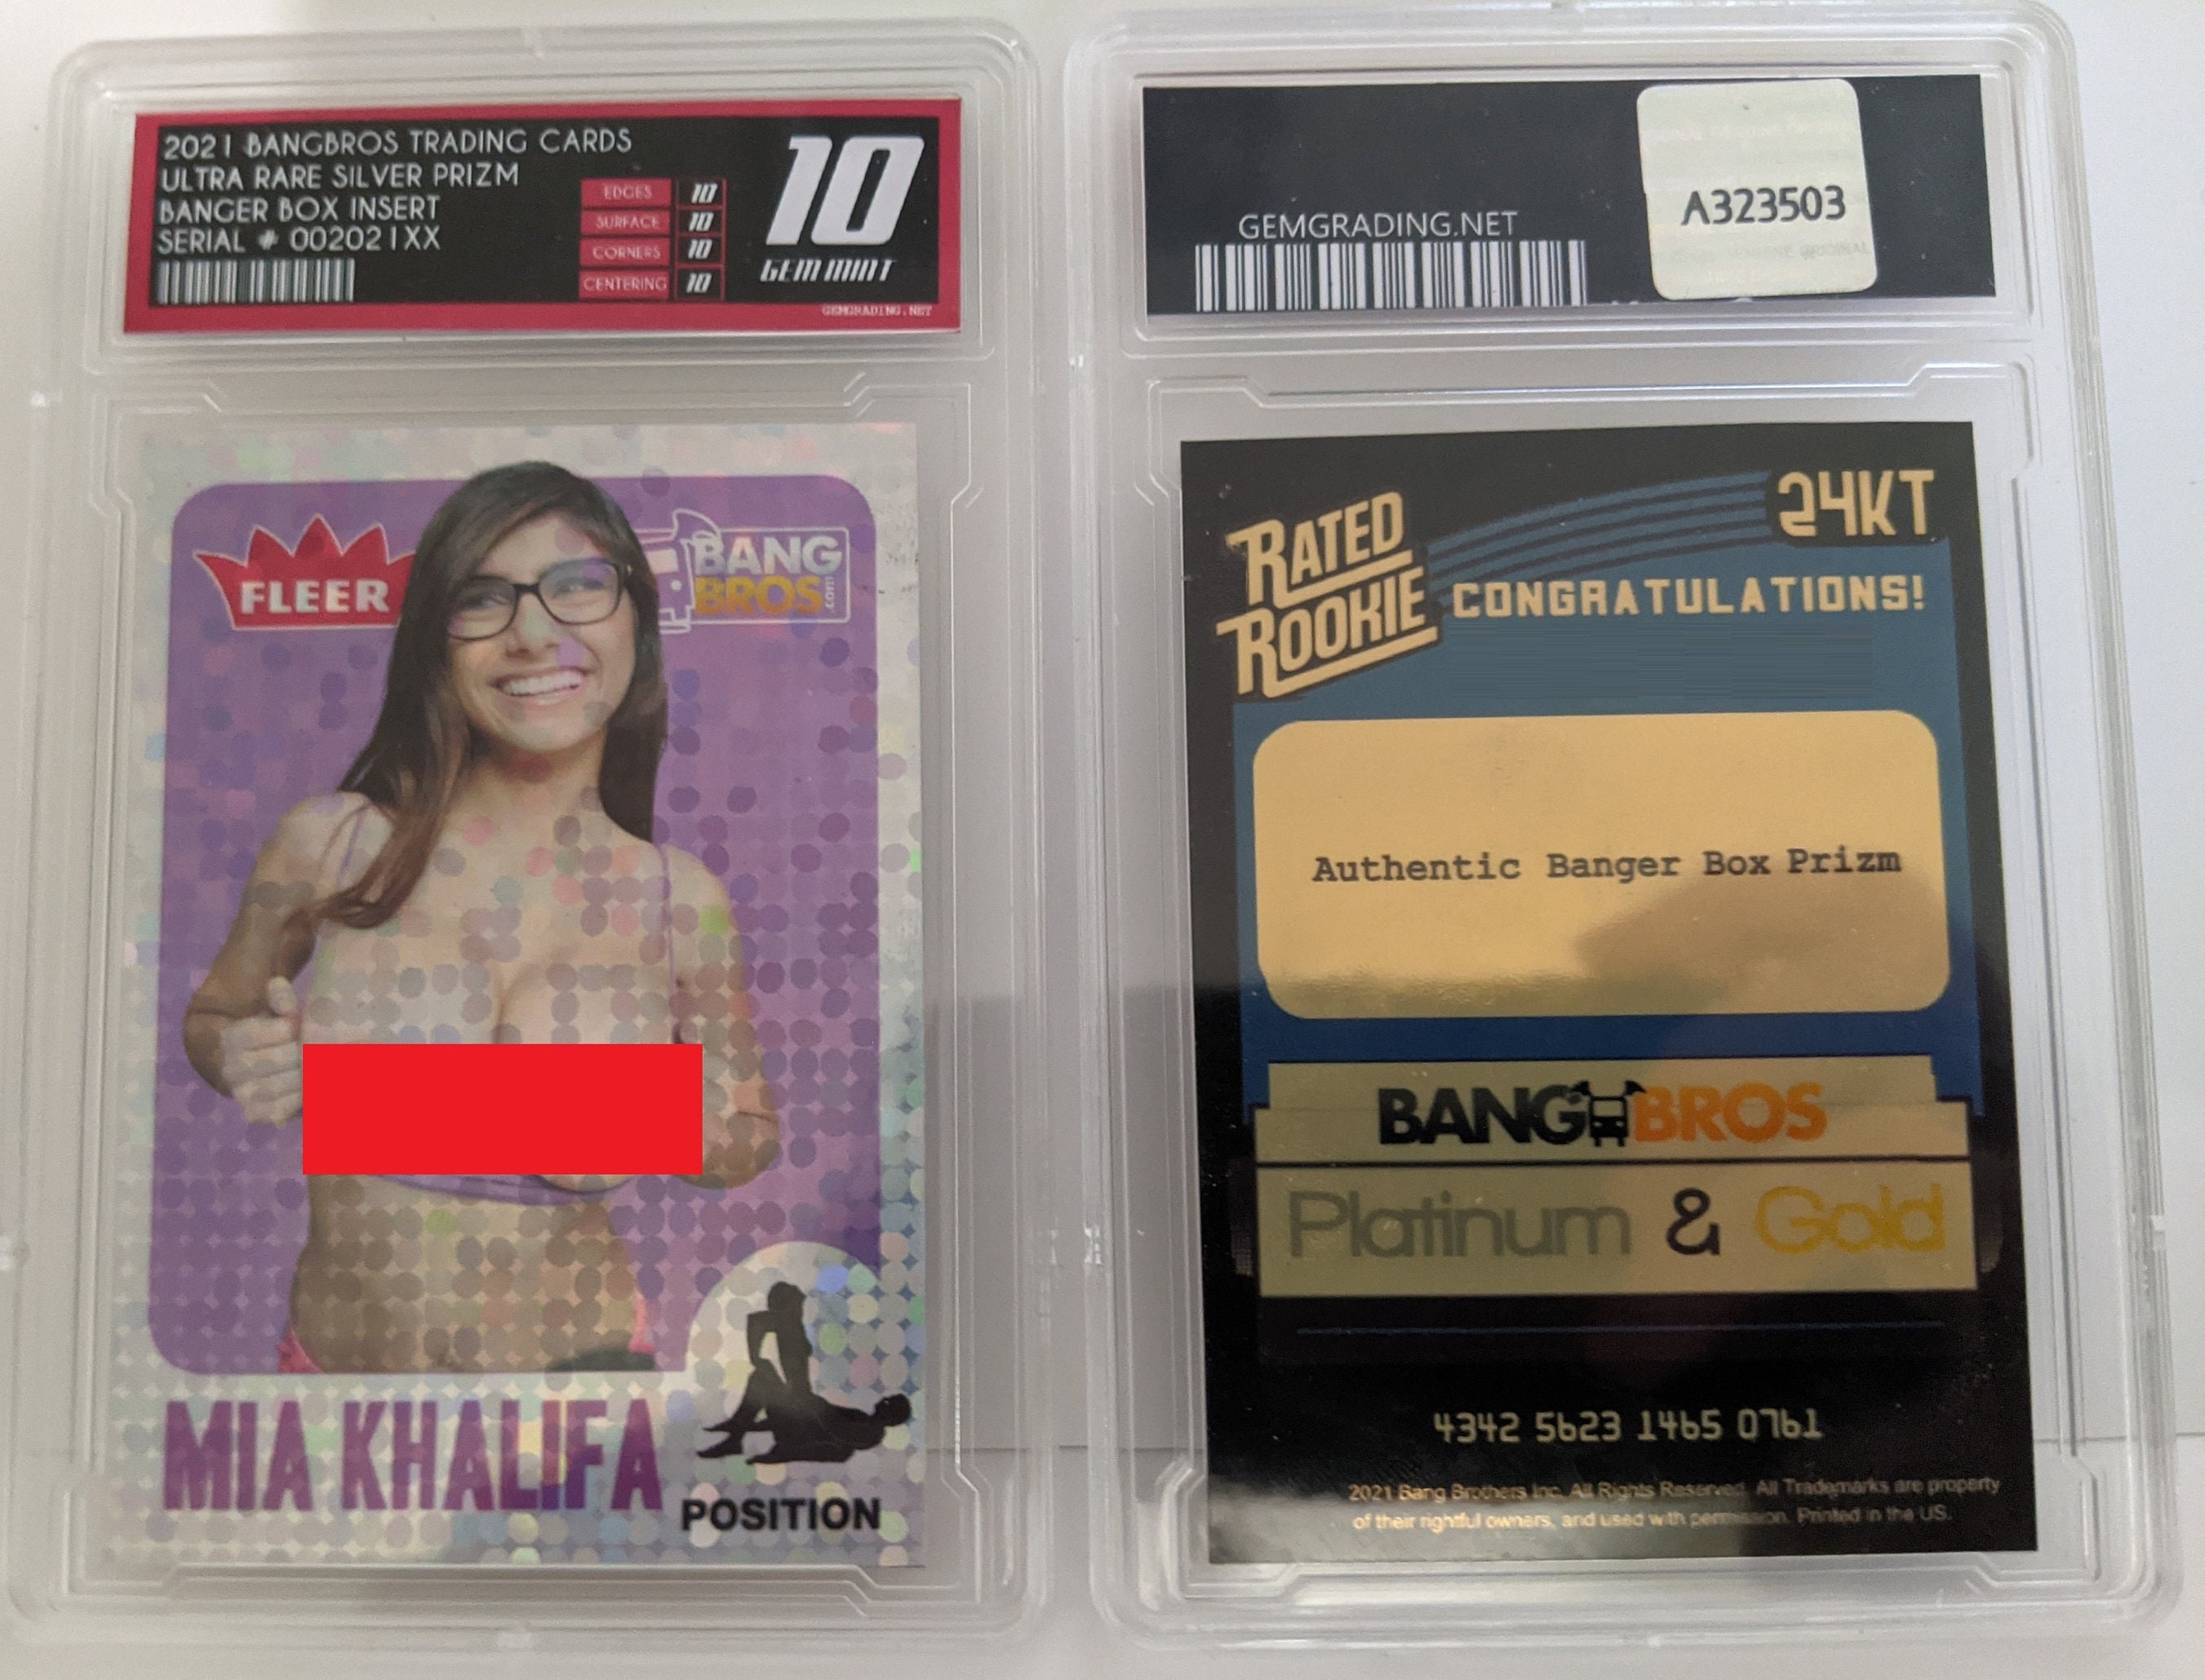 2021 BANGBROS TRADING CARDS
ULTRA RARE SILVER PRIZM
BANGER BOX INSERT
SERIAL # 002021XX
EDGES 10
SURFACE 10
CORNERS 10
CENTERING 10
10
GEM MINT
GEMGRADING.NET
FLEER
BANG
BROS
.com
MIA KHALIFA
POSITION
GEMGRADING.NET
A323503
24KT
RATED
ROOKIE
CONGRATULATIONS!
Authentic Banger Box Prizm
BANG BROS
Platinum & Gold
4342 5623 1465 0761
2021 Bang Brothers Inc. All Rights Reserved. All Trademarks are property
of their rightful owners, and used with permission. Printed in the US.